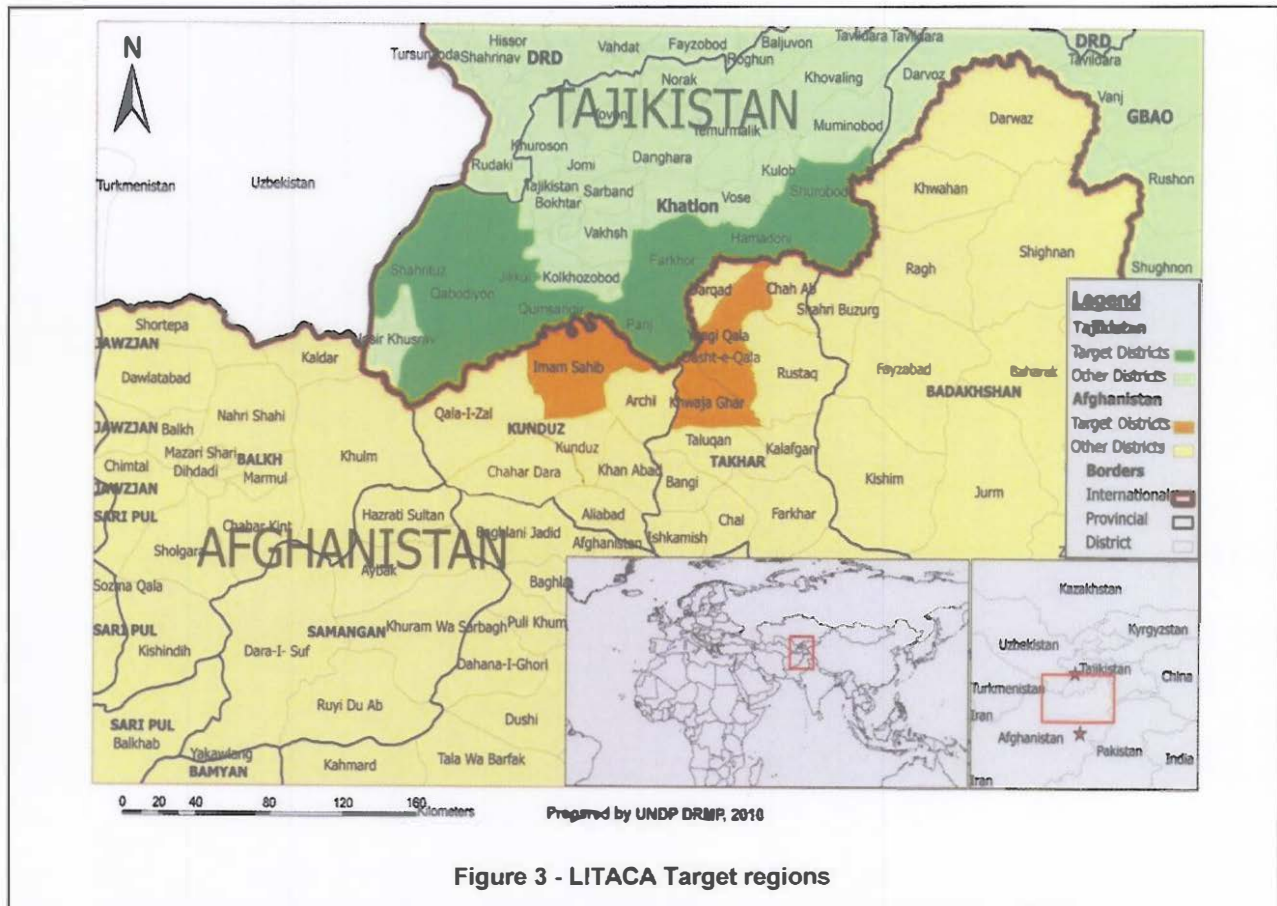 N
Hissor
Vahdat
Fayzobod
Baljuvon
Tavildara
Tavildara
DRD
Shahrinav
DRD
Roghun
Tavildara
Norak
Khovaling
Darvoz
Vanj
TAJIKISTAN
GBAO
Darwaz
Temurmalik
Muminobod
Khuroson
Rudaki
Jomi
Danghara
Kulob
Turkmenistan
Uzbekistan
Tajikistan
Sarband
Khwahan
Rushon
Bokhtar
Khatlon
Vose
Shurobod
Vakhsh
Hamadoni
Shighnan
Farkhor
Ragh
Shughnon
Shahrituz
Jilikul
Kolkhozobod
Qabodiyon
Darqad
Chah Ab
Shahri Buzurg
Qumsangir
Panj
Shortepa
JAWZJAN
Kaldar
Yangi Qala
Dasht-e-Qala
Dawlatabad
Imam Sahib
Rustaq
Fayzabad
Baharak
BADAKHSHAN
Nahri Shahi
Qala-I-Zal
Archi
Khwaja Ghar
JAWZJAN
Balkh
KUNDUZ
Taluqan
Kalafgan
Mazari Shari
BALKH
Khulm
Kunduz
TAKHAR
Chimtal
Dihdadi
Marmul
Chahar Dara
Khan Abad
Bangi
Kishim
Jurm
JAWZJAN
SARI PUL
Chahar Kint
Hazrati Sultan
Aliabad
Chal
Farkhar
Baghlani Jadid
Ishkamish
AFGHANISTAN
Afghanistan
Sholgara
Aybak
Sozma Qala
Baghla
SARI PUL
SAMANGAN
Khuram Wa Sarbagh
Puli Khum
Kishindih
Dara-I- Suf
Dahana-I-Ghori
Ruyi Du Ab
SARI PUL
Dushi
Balkhab
Yakawlang
BAMYAN
Kahmard
Tala Wa Barfak
Legend
Tajikistan
Target Districts
Other Districts
Afghanistan
Target Districts
Other Districts
Borders
International
Provincial
District
Kazakhstan
Uzbekistan
Kyrgyzstan
Tajikistan
China
Turkmenistan
Iran
Afghanistan
Pakistan
India
Iran
0 20 40 80 120 160
Kilometers
Prepared by UNDP DRMP, 2010
Figure 3 - LITACA Target regions